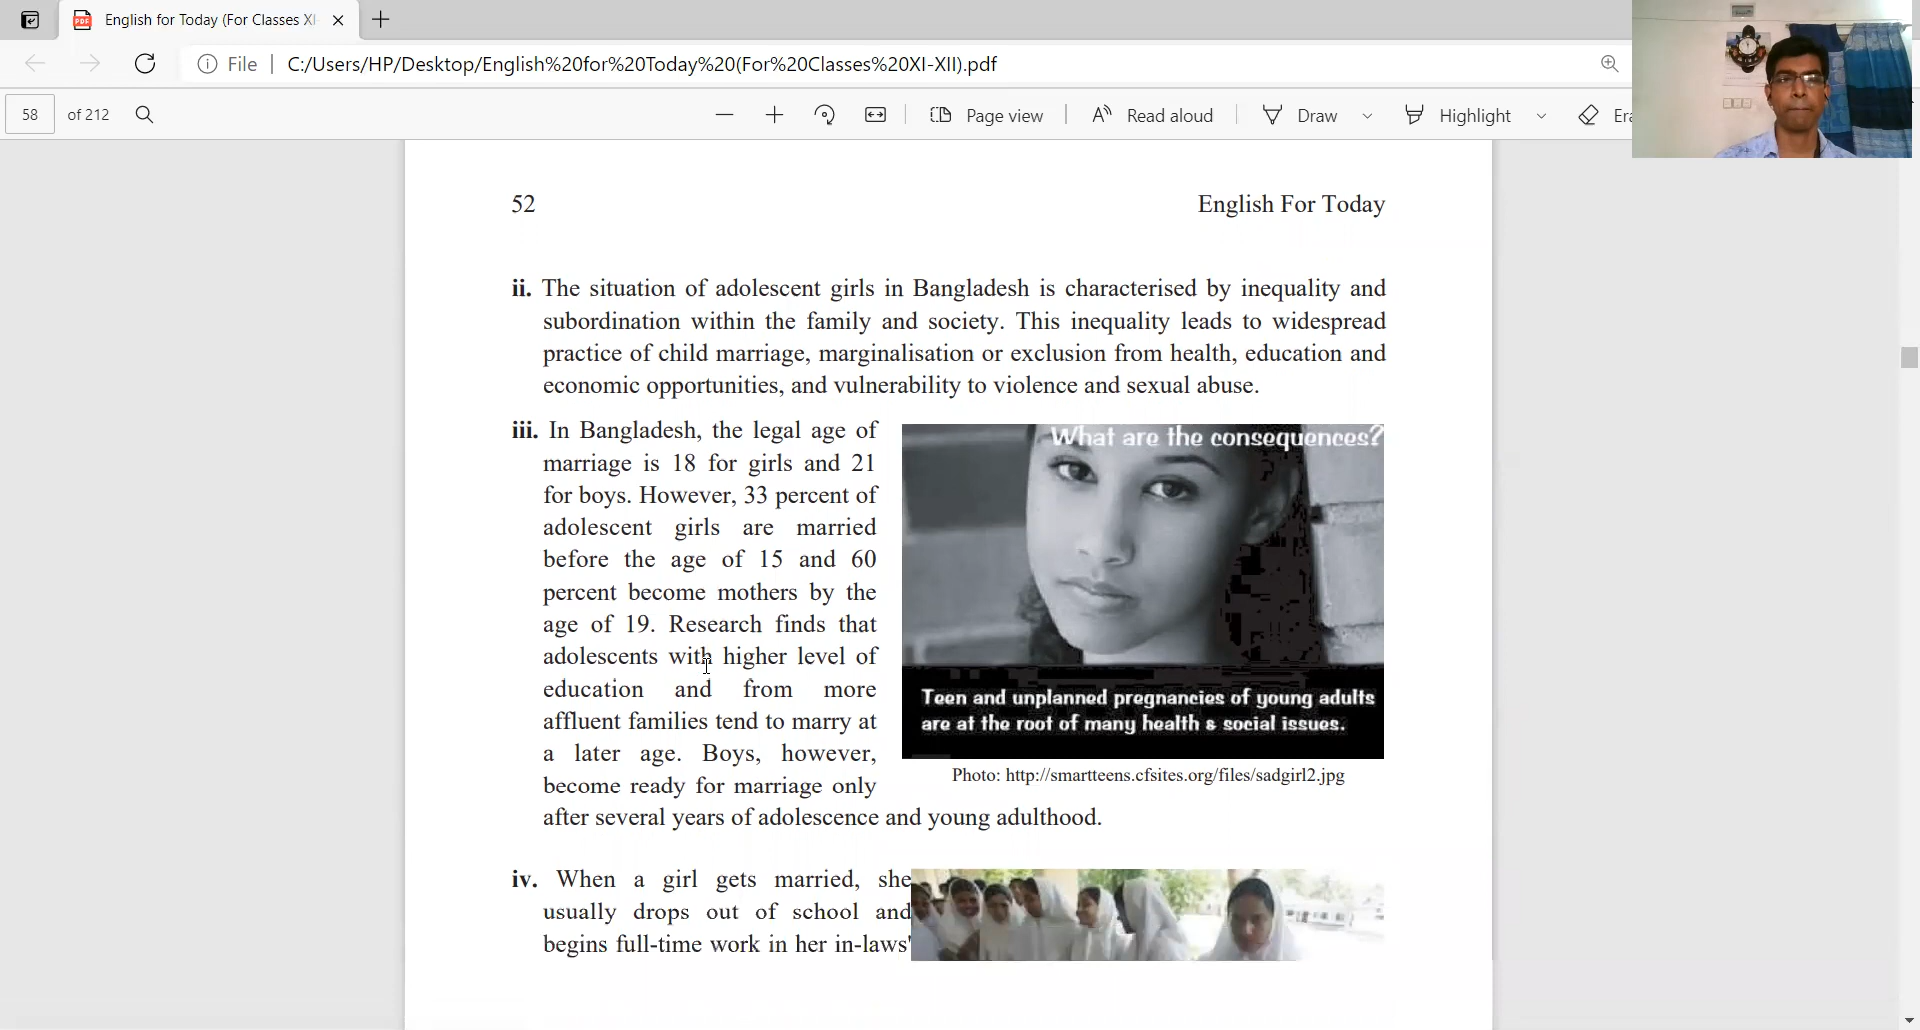 English for Today (For Classes XI-
File
C:/Users/HP/Desktop/English%20for%20Today%20(For%20Classes%20XI-XII).pdf
58 of 212
Page view
Read aloud
Draw
Highlight
Era
52
English For Today
ii. The situation of adolescent girls in Bangladesh is characterised by inequality and
subordination within the family and society. This inequality leads to widespread
practice of child marriage, marginalisation or exclusion from health, education and
economic opportunities, and vulnerability to violence and sexual abuse.
iii. In Bangladesh, the legal age of
marriage is 18 for girls and 21
for boys. However, 33 percent of
adolescent girls are married
before the age of 15 and 60
percent become mothers by the
age of 19. Research finds that
adolescents with higher level of
education and from more
affluent families tend to marry at
a later age. Boys, however,
become ready for marriage only
after several years of adolescence and young adulthood.
What are the consequences?
Teen and unplanned pregnancies of young adults
are at the root of many health & social issues.
Photo: http://smartteens.cfsites.org/files/sadgirl2.jpg
iv. When a girl gets married, she
usually drops out of school and
begins full-time work in her in-laws'